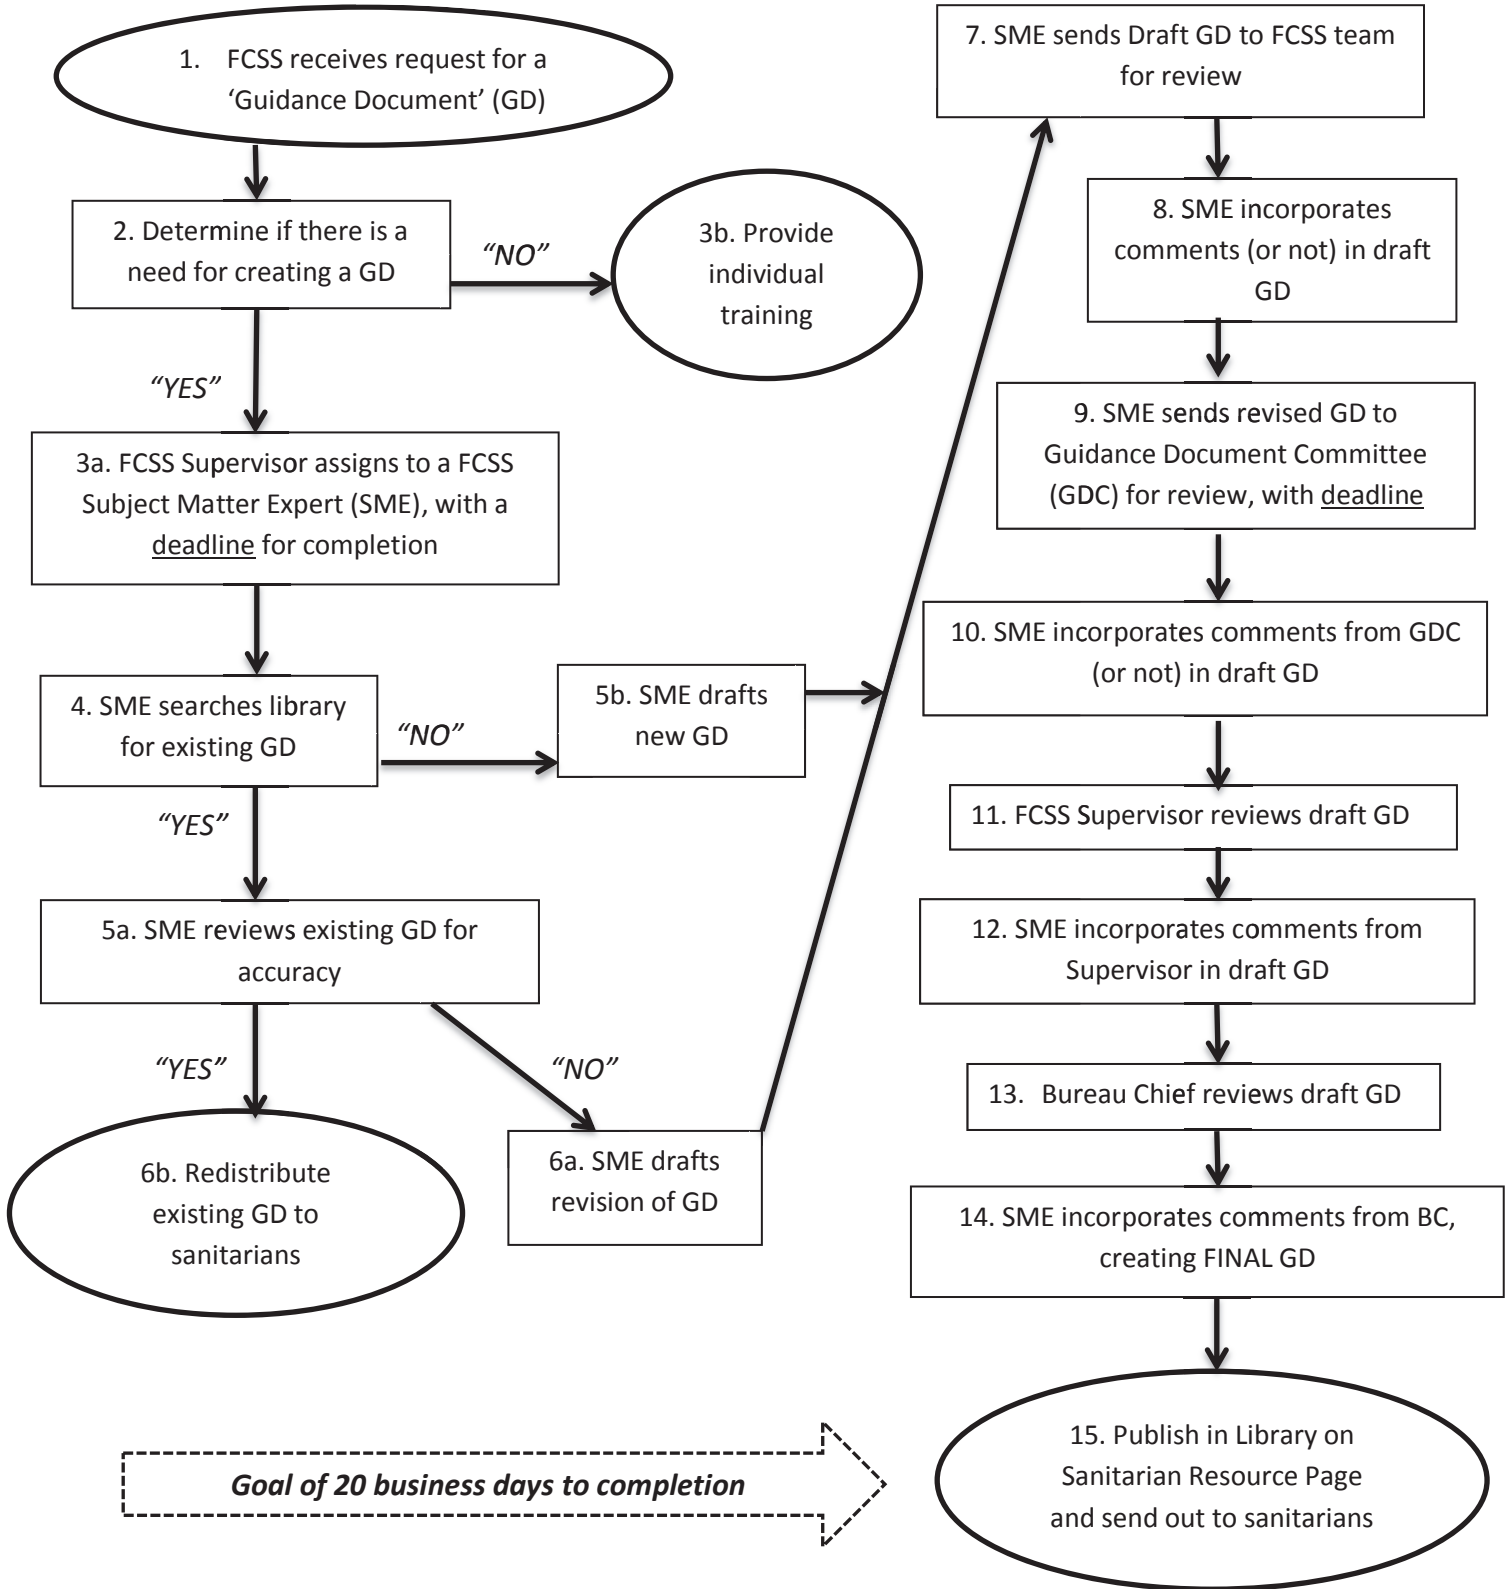 1. FCSS receives request for a
‘Guidance Document’ (GD)
2. Determine if there is a
need for creating a GD
“NO”
3b. Provide
individual
training
“YES”
3a. FCSS Supervisor assigns to a FCSS
Subject Matter Expert (SME), with a
deadline for completion
4. SME searches library
for existing GD
“NO”
5b. SME drafts
new GD
“YES”
5a. SME reviews existing GD for
accuracy
“YES”
“NO”
6b. Redistribute
existing GD to
sanitarians
6a. SME drafts
revision of GD
7. SME sends Draft GD to FCSS team
for review
8. SME incorporates
comments (or not) in draft
GD
9. SME sends revised GD to
Guidance Document Committee
(GDC) for review, with deadline
10. SME incorporates comments from GDC
(or not) in draft GD
11. FCSS Supervisor reviews draft GD
12. SME incorporates comments from
Supervisor in draft GD
13. Bureau Chief reviews draft GD
14. SME incorporates comments from BC,
creating FINAL GD
15. Publish in Library on
Sanitarian Resource Page
and send out to sanitarians
Goal of 20 business days to completion